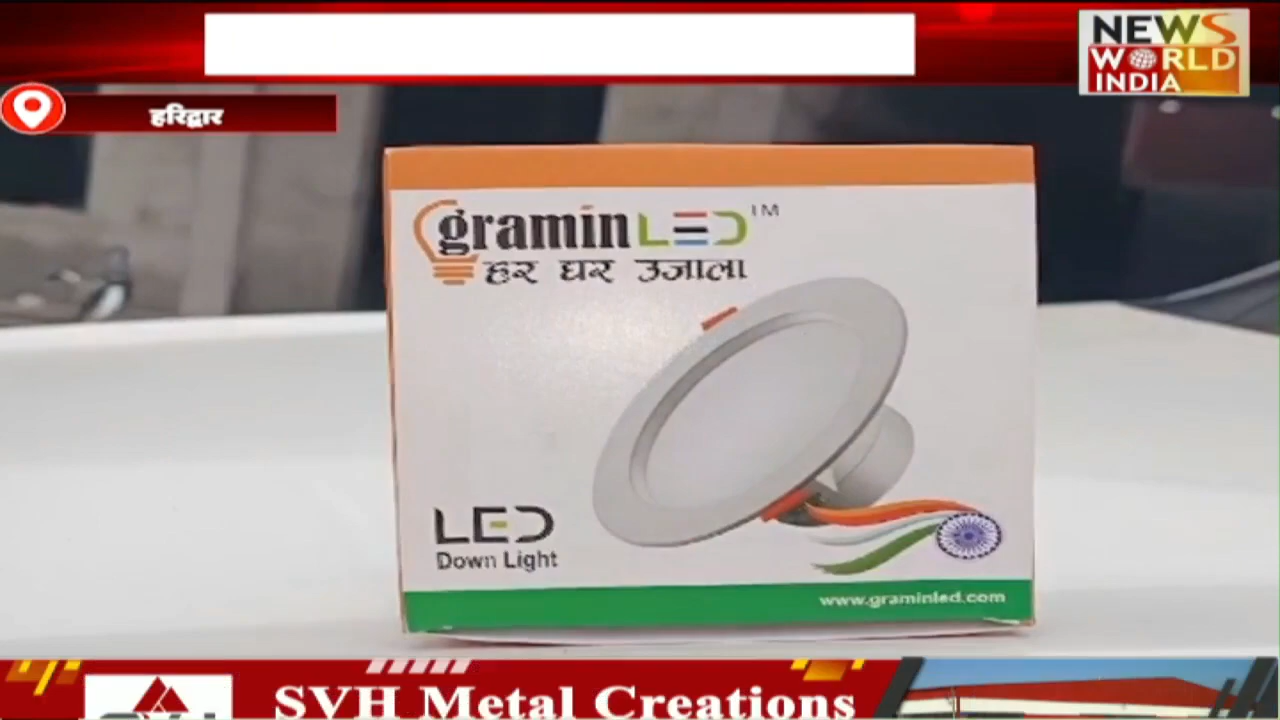 NEWS
WORLD
INDIA
हरिद्वार
graminLED™
हर घर उजाला
LED
Down Light
www.graminled.com
SVH Metal Creations